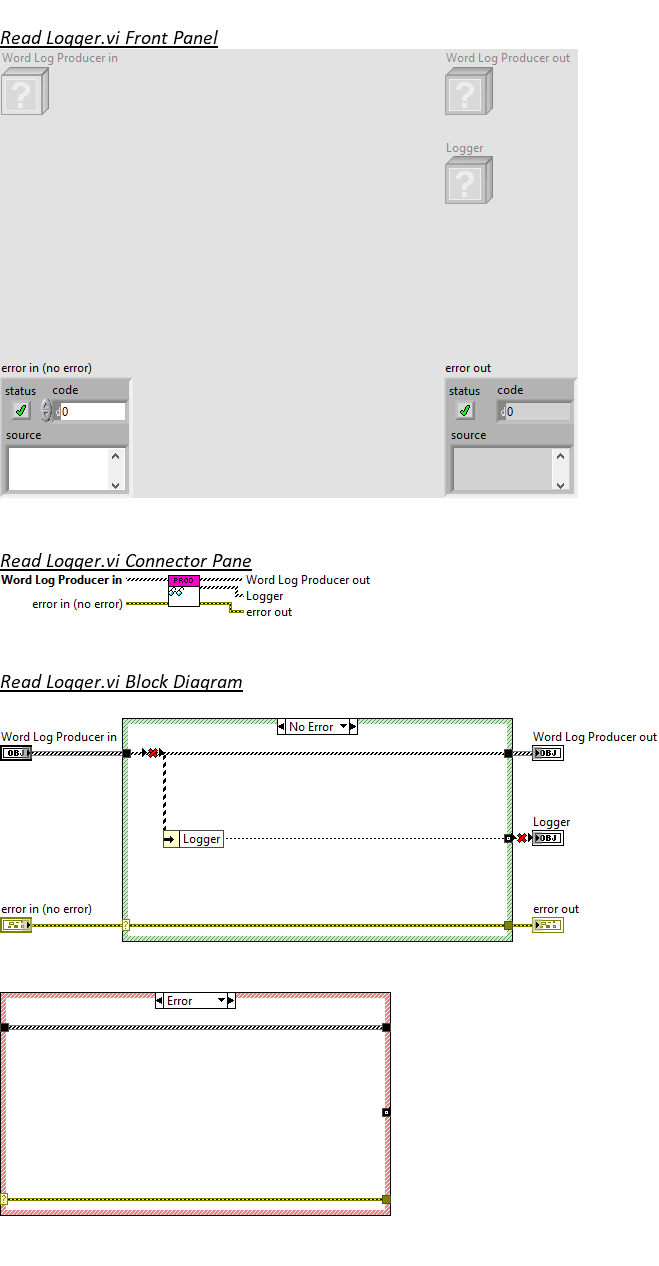 Read Logger.vi Front Panel
Word Log Producer in
Word Log Producer out
?
?
Logger
?
error in (no error)
error out
status code
status code
d 0
d 0
source
source
Read Logger.vi Connector Pane
Word Log Producer in
PROD
Word Log Producer out
Logger
error in (no error)
error out
Read Logger.vi Block Diagram
No Error
Word Log Producer in
Word Log Producer out
OBJ
OBJ
Logger
Logger
OBJ
error in (no error)
error out
?
Error
?